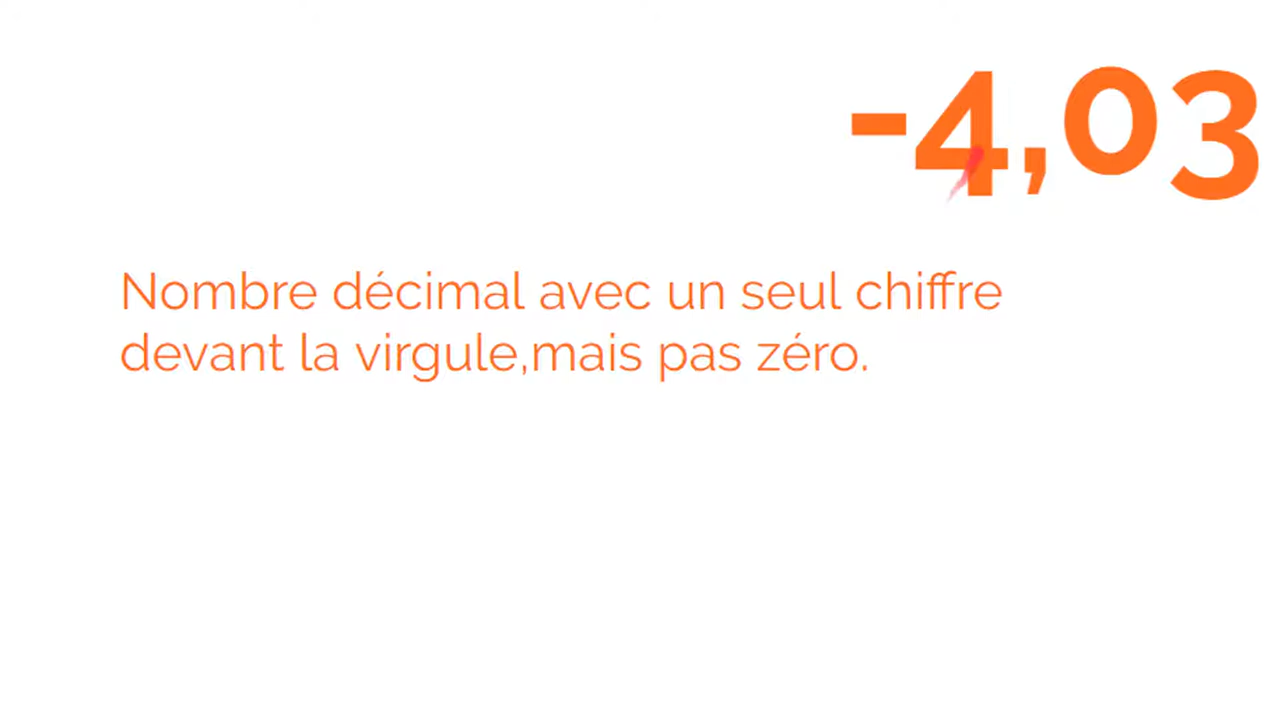 -4,03
Nombre décimal avec un seul chiffre
devant la virgule,mais pas zéro.